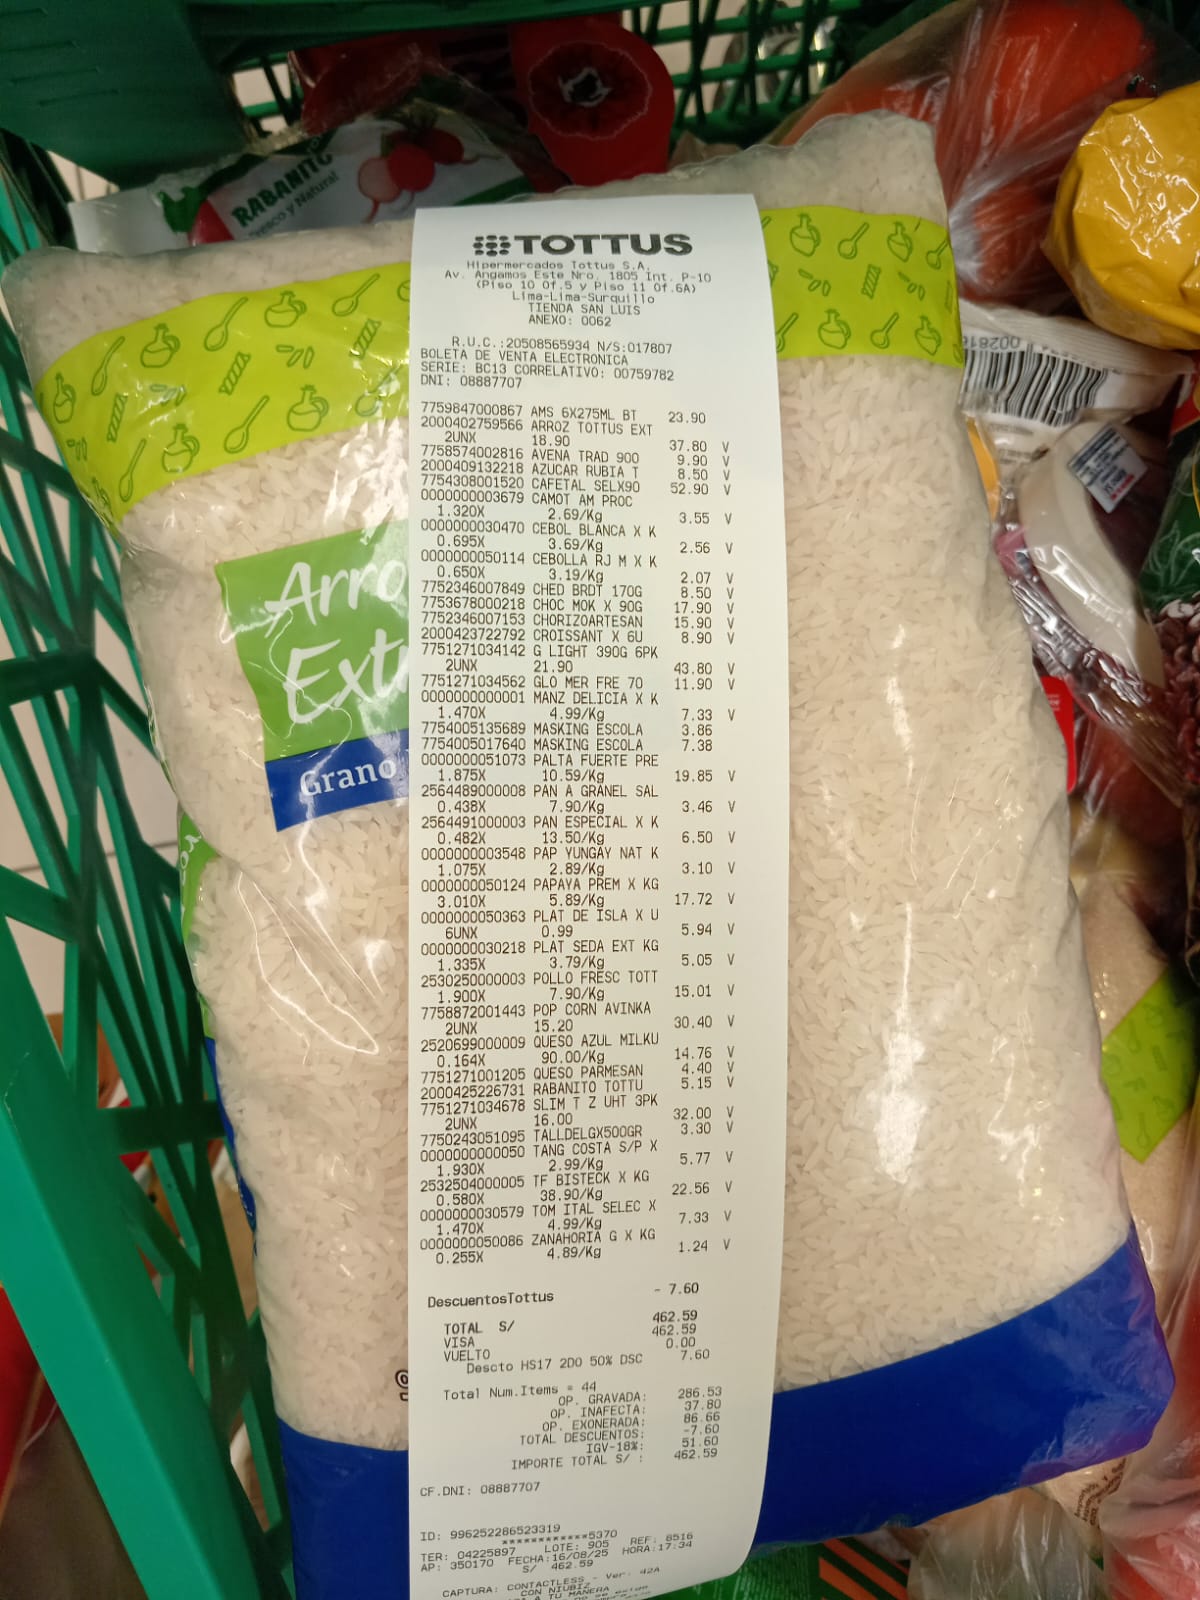 RABANITO
Fresco y Natural
TOTTUS
Hipermercados Tottus S.A.
Av. Angamos Este Nro. 1805 Int. P-10
(Piso 10 Of.5 y Piso 11 Of.6A)
Lima-Lima-Surquillo
TIENDA SAN LUIS
ANEXO: 0062
R.U.C.:20508565934 N/S:017807
BOLETA DE VENTA ELECTRONICA
SERIE: BC13 CORRELATIVO: 00759782
DNI: 08887707
7759847000867 AMS 6X275ML BT 23.90
2000402759566 ARROZ TOTTUS EXT
2UNX 18.90 37.80 V
7758574002816 AVENA TRAD 900 9.90 V
2000409132218 AZUCAR RUBIA T 8.50 V
7754308001520 CAFETAL SELX90 52.90 V
0000000003679 CAMOT AM PROC
1.320X 2.69/Kg 3.55 V
0000000030470 CEBOL BLANCA X K
0.695X 3.69/Kg 2.56 V
0000000050114 CEBOLLA RJ M X K
0.650X 3.19/Kg 2.07 V
7752346007849 CHED BRDT 170G 8.50 V
7753678000218 CHOC MOK X 90G 17.90 V
7752346007153 CHORIZOARTESAN 15.90 V
2000423722792 CROISSANT X 6U 8.90 V
7751271034142 G LIGHT 390G 6PK
2UNX 21.90 43.80 V
7751271034562 GLO MER FRE 70 11.90 V
0000000000001 MANZ DELICIA X K
1.470X 4.99/Kg 7.33 V
7754005135689 MASKING ESCOLA 3.86
7754005017640 MASKING ESCOLA 7.38
0000000051073 PALTA FUERTE PRE
1.875X 10.59/Kg 19.85 V
2564489000008 PAN A GRANEL SAL
0.438X 7.90/Kg 3.46 V
2564491000003 PAN ESPECIAL X K
0.482X 13.50/Kg 6.50 V
0000000003548 PAP YUNGAY NAT K
1.075X 2.89/Kg 3.10 V
0000000050124 PAPAYA PREM X KG
3.010X 5.89/Kg 17.72 V
0000000050363 PLAT DE ISLA X U
6UNX 0.99 5.94 V
0000000030218 PLAT SEDA EXT KG
1.335X 3.79/Kg 5.05 V
2530250000003 POLLO FRESC TOTT
1.900X 7.90/Kg 15.01 V
7758872001443 POP CORN AVINKA
2UNX 15.20 30.40 V
2520699000009 QUESO AZUL MILKU
0.164X 90.00/Kg 14.76 V
7751271001205 QUESO PARMESAN 4.40 V
2000425226731 RABANITO TOTTU 5.15 V
7751271034678 SLIM T Z UHT 3PK
2UNX 16.00 32.00 V
7750243051095 TALLDELGX500GR 3.30 V
0000000000050 TANG COSTA S/P X
1.930X 2.99/Kg 5.77 V
2532504000005 TF BISTECK X KG
0.580X 38.90/Kg 22.56 V
0000000030579 TOM ITAL SELEC X
1.470X 4.99/Kg 7.33 V
0000000050086 ZANAHORIA G X KG
0.255X 4.89/Kg 1.24 V
DescuentosTottus - 7.60
TOTAL S/ 462.59
VISA 462.59
VUELTO 0.00
Descto HS17 2DO 50% DSC 7.60
Total Num.Items = 44
OP. GRAVADA: 286.53
OP. INAFECTA: 37.80
OP. EXONERADA: 86.66
TOTAL DESCUENTOS: -7.60
IGV-18%: 51.60
IMPORTE TOTAL S/ : 462.59
CF.DNI: 08887707
ID: 996252286523319
************5370
TER: 04225897 LOTE: 905 REF: 8516
AP: 350170 FECHA:16/08/25 HORA:17:34
S/ 462.59
CAPTURA: CONTACTLESS - Ver. 42A
CON NIUBIZ
A TU MANERA
Arro
Ext
Grano
002816